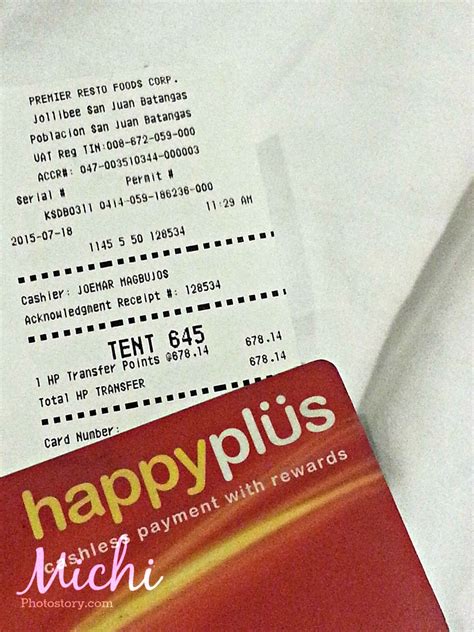 PREMIER RESTO FOODS CORP.
Jollibee San Juan Batangas
Poblacion San Juan Batangas
VAT Reg TIN:008-672-059-000
ACCR#: 047-003510344-000003
Serial # Permit #
KSDB0311 0414-059-186238-000
2015-07-18 11:29 AM
1145 5 50 128534
Cashier: JOEMAR MAGBUJOS
Acknowledgment Receipt #: 128534
TENT 645
1 HP Transfer Points @678.14 678.14
Total HP TRANSFER 678.14
Card Number:
happyplüs
cashless payment with rewards
Michi
Photostory.com